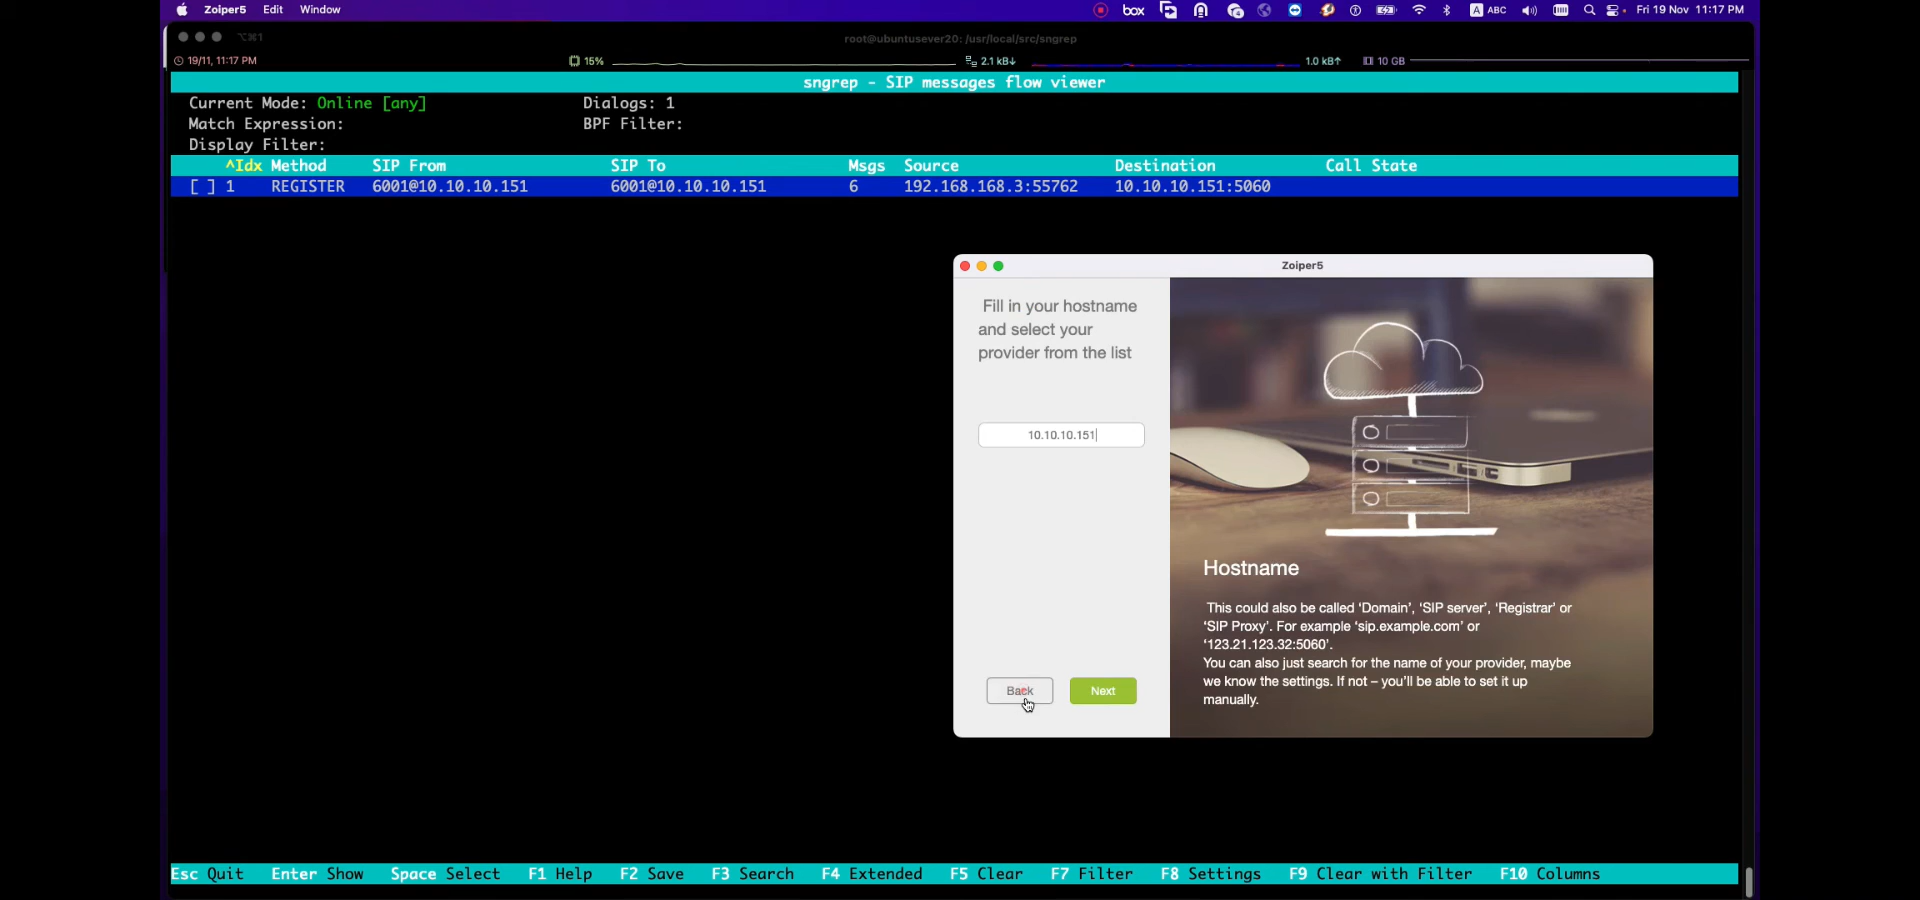 Zoiper5 Edit Window box ABC Fri 19 Nov 11:17 PM
⌥⌘1 root@ubuntusever20: /usr/local/src/sngrep
19/11, 11:17 PM 15% 2.1 kB↓ 1.0 kB↑ 10 GB
sngrep - SIP messages flow viewer
Current Mode: Online [any] Dialogs: 1
Match Expression: BPF Filter:
Display Filter:
^Idx Method SIP From SIP To Msgs Source Destination Call State
[ ] 1 REGISTER 6001@10.10.10.151 6001@10.10.10.151 6 192.168.168.3:55762 10.10.10.151:5060
Zoiper5
Fill in your hostname
and select your
provider from the list
10.10.10.151
Back Next
Hostname
This could also be called ‘Domain’, ‘SIP server’, ‘Registrar’ or
‘SIP Proxy’. For example ‘sip.example.com’ or
‘123.21.123.32:5060’.
You can also just search for the name of your provider, maybe
we know the settings. If not – you’ll be able to set it up
manually.
Esc Quit Enter Show Space Select F1 Help F2 Save F3 Search F4 Extended F5 Clear F7 Filter F8 Settings F9 Clear with Filter F10 Columns